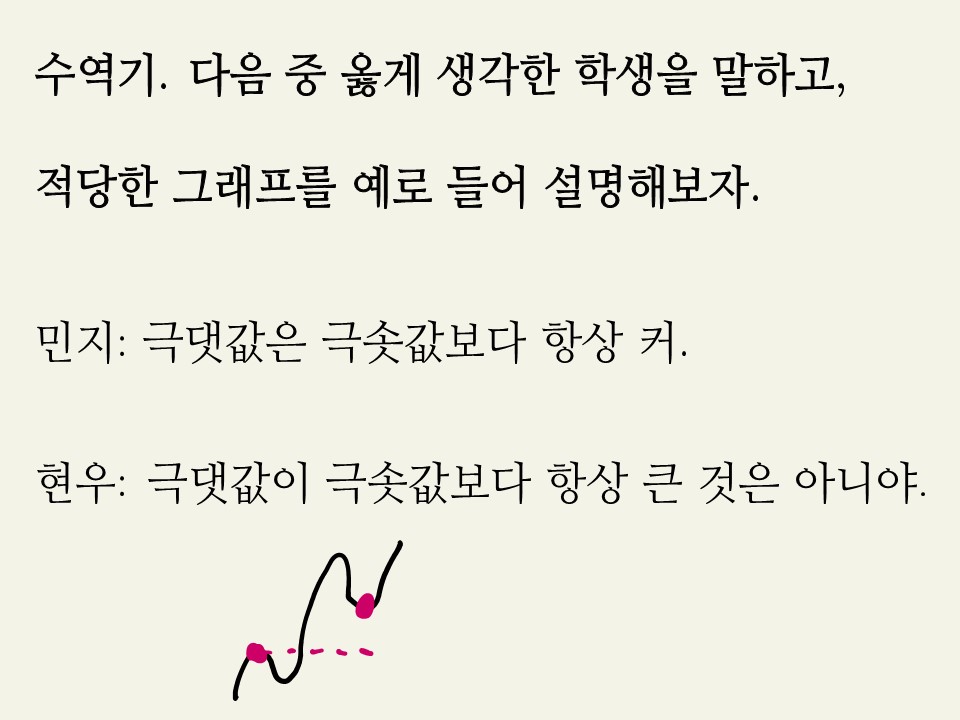 수역기. 다음 중 옳게 생각한 학생을 말하고,
적당한 그래프를 예로 들어 설명해보자.
민지: 극댓값은 극솟값보다 항상 커.
현우: 극댓값이 극솟값보다 항상 큰 것은 아니야.